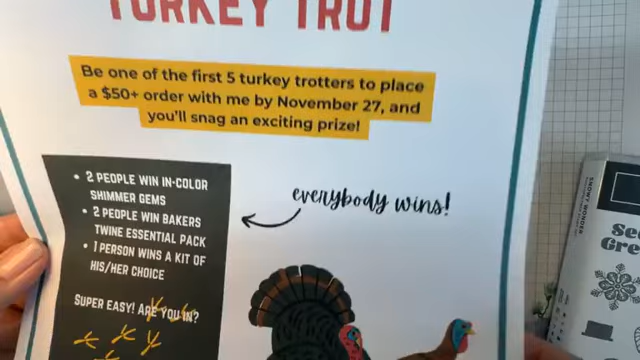 TURKEY TROT
Be one of the first 5 turkey trotters to place
a $50+ order with me by November 27, and
you'll snag an exciting prize!
• 2 PEOPLE WIN IN-COLOR
SHIMMER GEMS
• 2 PEOPLE WIN BAKERS
TWINE ESSENTIAL PACK
• 1 PERSON WINS A KIT OF
HIS/HER CHOICE
SUPER EASY! ARE YOU IN?
everybody wins!
SNOWY WONDER